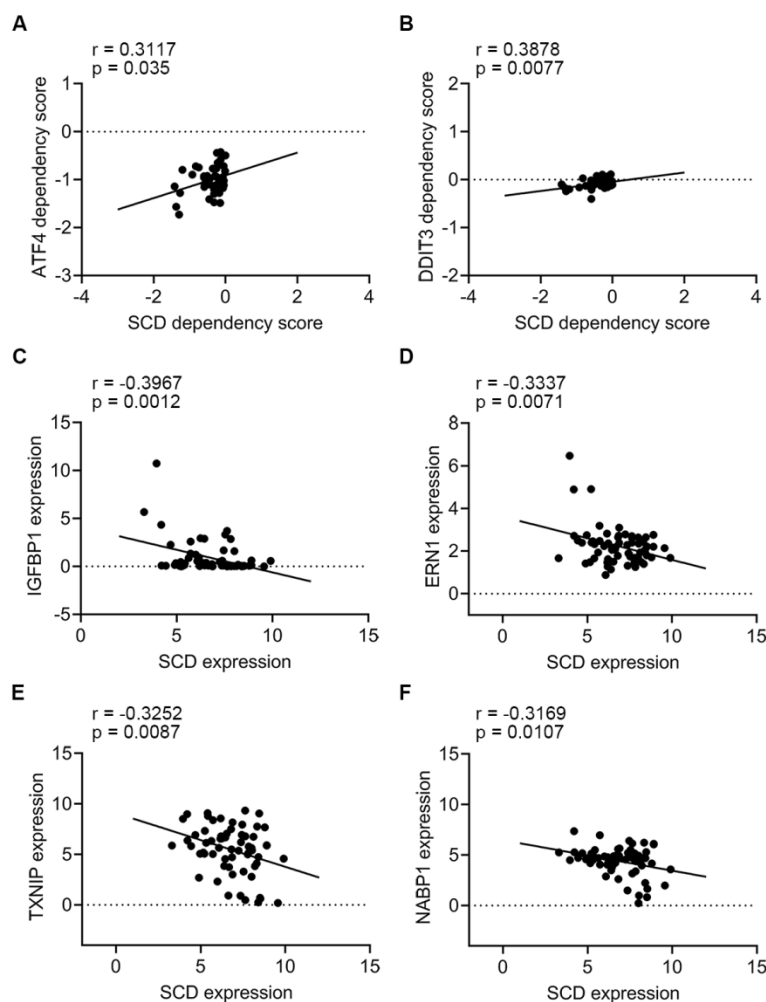 A
r = 0.3117
p = 0.035
ATF4 dependency score
1
0
-1
-2
-3
-4
-2
0
2
4
SCD dependency score
B
r = 0.3878
p = 0.0077
DDIT3 dependency score
2
1
0
-1
-2
-4
-2
0
2
4
SCD dependency score
C
r = -0.3967
p = 0.0012
IGFBP1 expression
15
10
5
0
-5
0
5
10
15
SCD expression
D
r = -0.3337
p = 0.0071
ERN1 expression
8
6
4
2
0
0
5
10
15
SCD expression
E
r = -0.3252
p = 0.0087
TXNIP expression
15
10
5
0
0
5
10
15
SCD expression
F
r = -0.3169
p = 0.0107
NABP1 expression
15
10
5
0
0
5
10
15
SCD expression